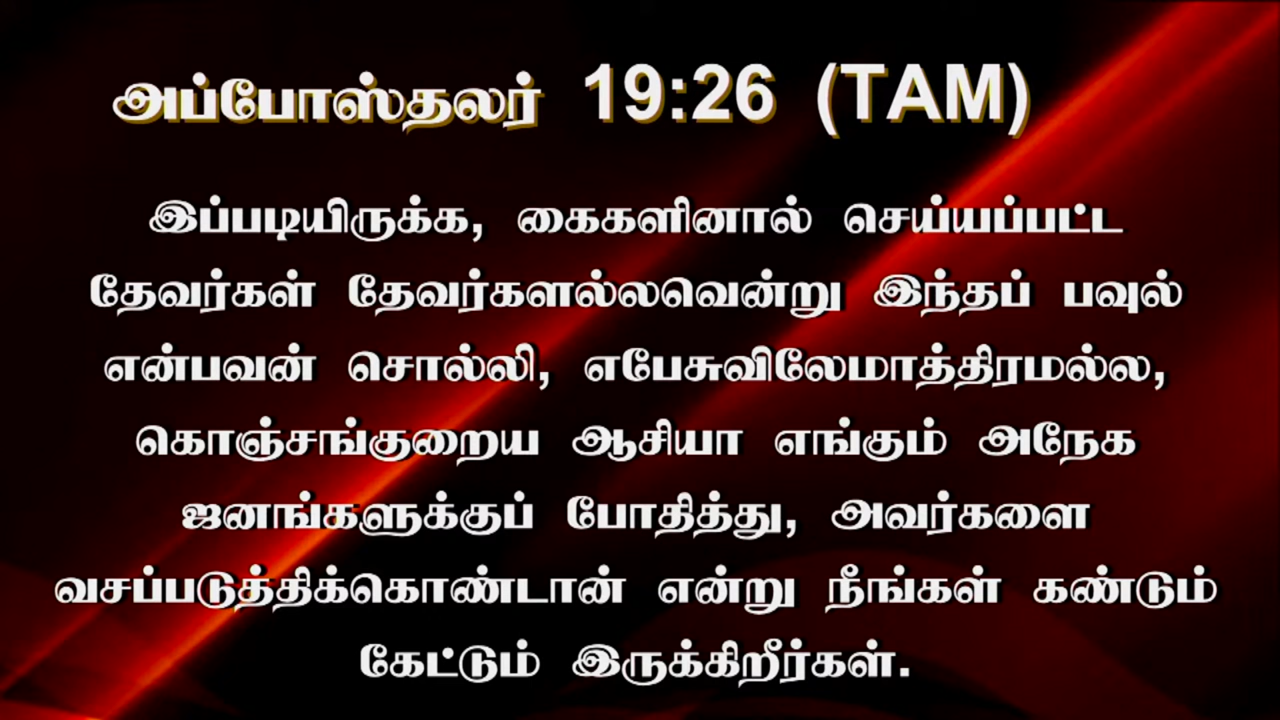 அப்போஸ்தலர் 19:26 (TAM)
இப்படியிருக்க, கைகளினால் செய்யப்பட்ட
தேவர்கள் தேவர்களல்லவென்று இந்தப் பவுல்
என்பவன் சொல்லி, எபேசுவிலேமாத்திரமல்ல,
கொஞ்சங்குறைய ஆசியா எங்கும் அநேக
ஜனங்களுக்குப் போதித்து, அவர்களை
வசப்படுத்திக்கொண்டான் என்று நீங்கள் கண்டும்
கேட்டும் இருக்கிறீர்கள்.